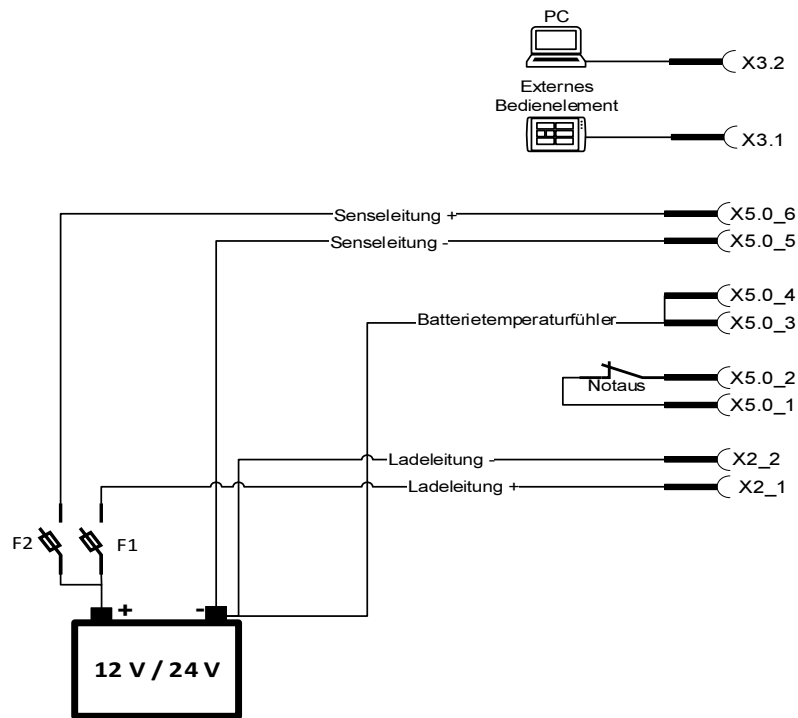 PC
X3.2
Externes
Bedienelement
X3.1
Senseleitung +
X5.0_6
Senseleitung -
X5.0_5
X5.0_4
Batterietemperaturfühler
X5.0_3
X5.0_2
Notaus
X5.0_1
Ladeleitung -
X2_2
Ladeleitung +
X2_1
F2
F1
+
-
12 V / 24 V